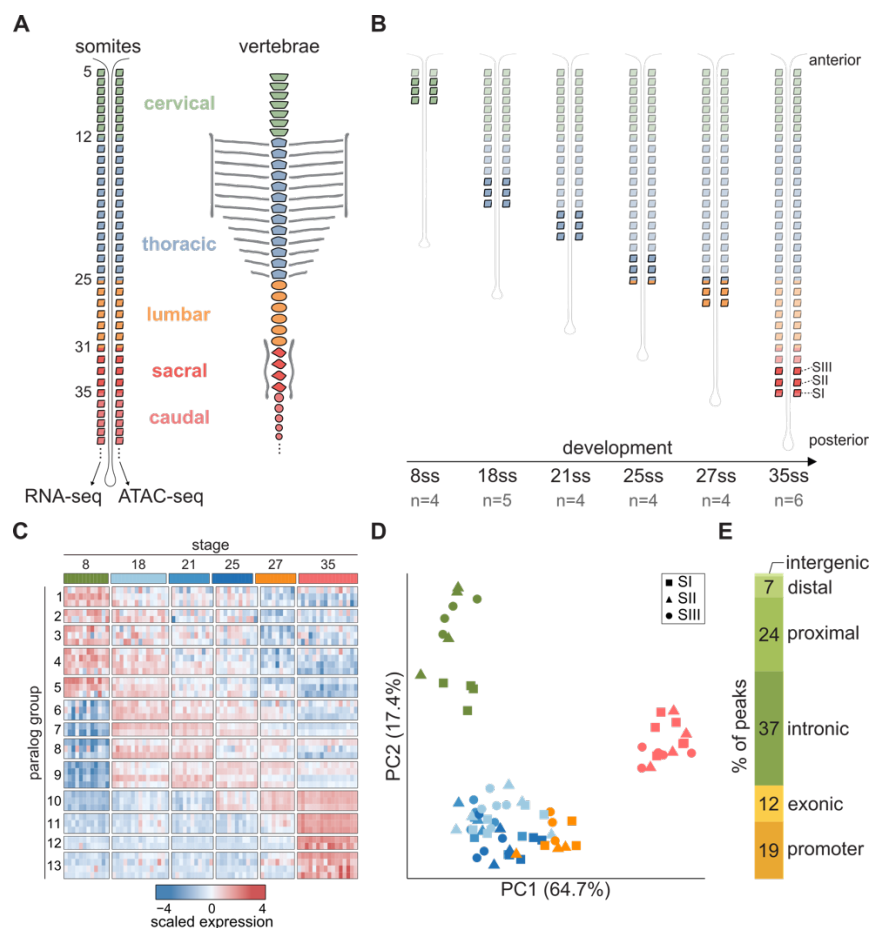 A
somites
vertebrae
5
cervical
12
thoracic
25
lumbar
31
sacral
35
caudal
RNA-seq
ATAC-seq
B
anterior
SIII
SII
SI
posterior
development
8ss 18ss 21ss 25ss 27ss 35ss
n=4 n=5 n=4 n=4 n=4 n=6
C
stage
8 18 21 25 27 35
paralog group
1
2
3
4
5
6
7
8
9
10
11
12
13
−4 0 4
scaled expression
D
SI
SII
SIII
PC2 (17.4%)
PC1 (64.7%)
E
% of peaks
intergenic
7 distal
24 proximal
37 intronic
12 exonic
19 promoter